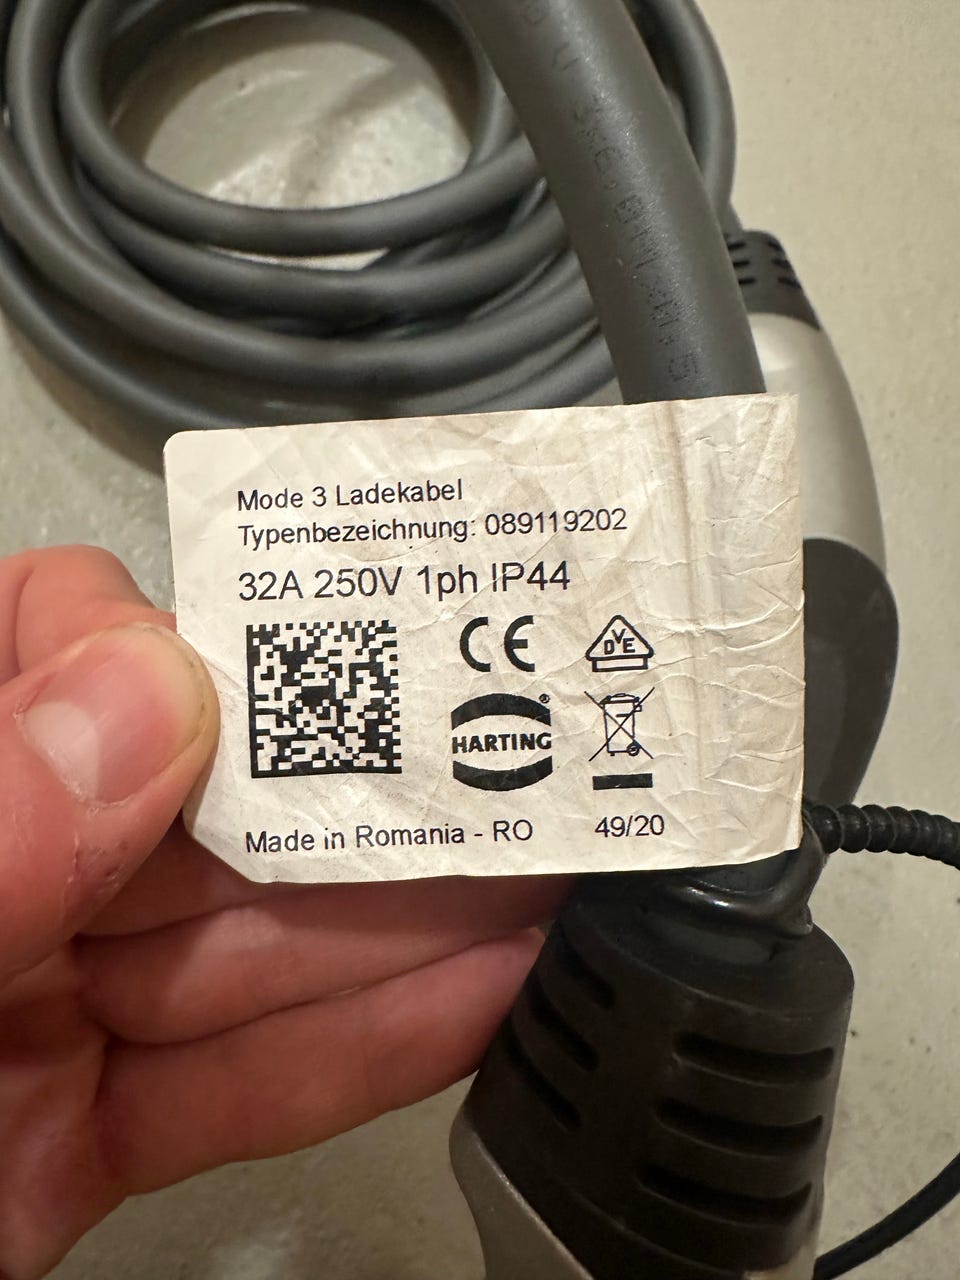 Mode 3 Ladekabel
Typenbezeichnung: 089119202
32A 250V 1ph IP44
CE
DVE
HARTING®
Made in Romania - RO
49/20